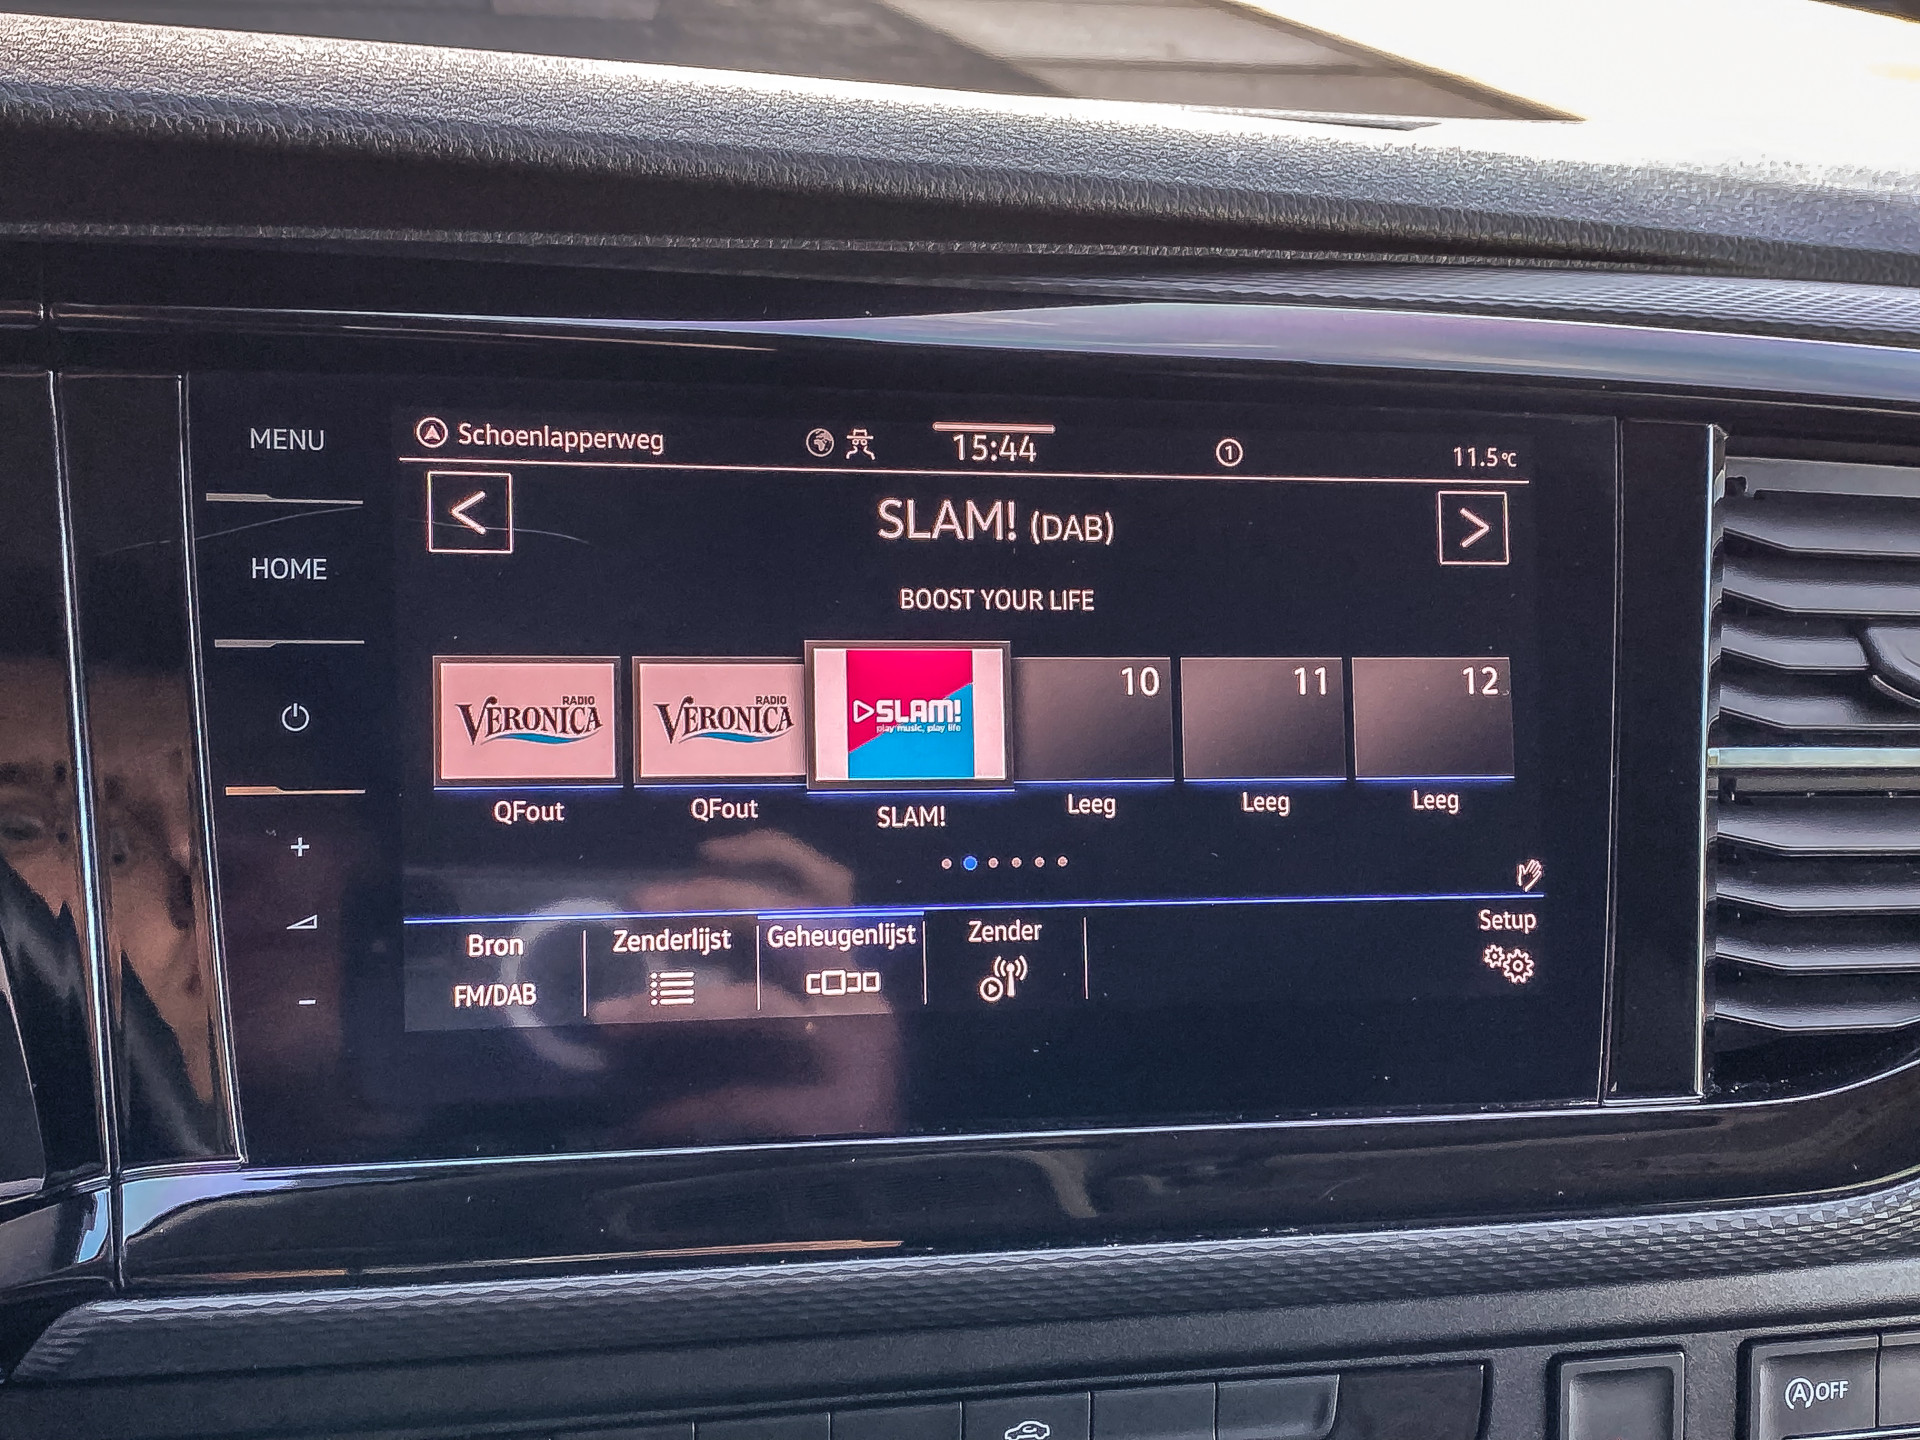 MENU
HOME
+
-
Schoenlapperweg
15:44
1
11.5°C
<
SLAM! (DAB)
>
BOOST YOUR LIFE
RADIO
VERONICA
RADIO
VERONICA
SLAM!
play music, play life
10
11
12
QFout
QFout
SLAM!
Leeg
Leeg
Leeg
Bron
FM/DAB
Zenderlijst
Geheugenlijst
Zender
Setup
A OFF